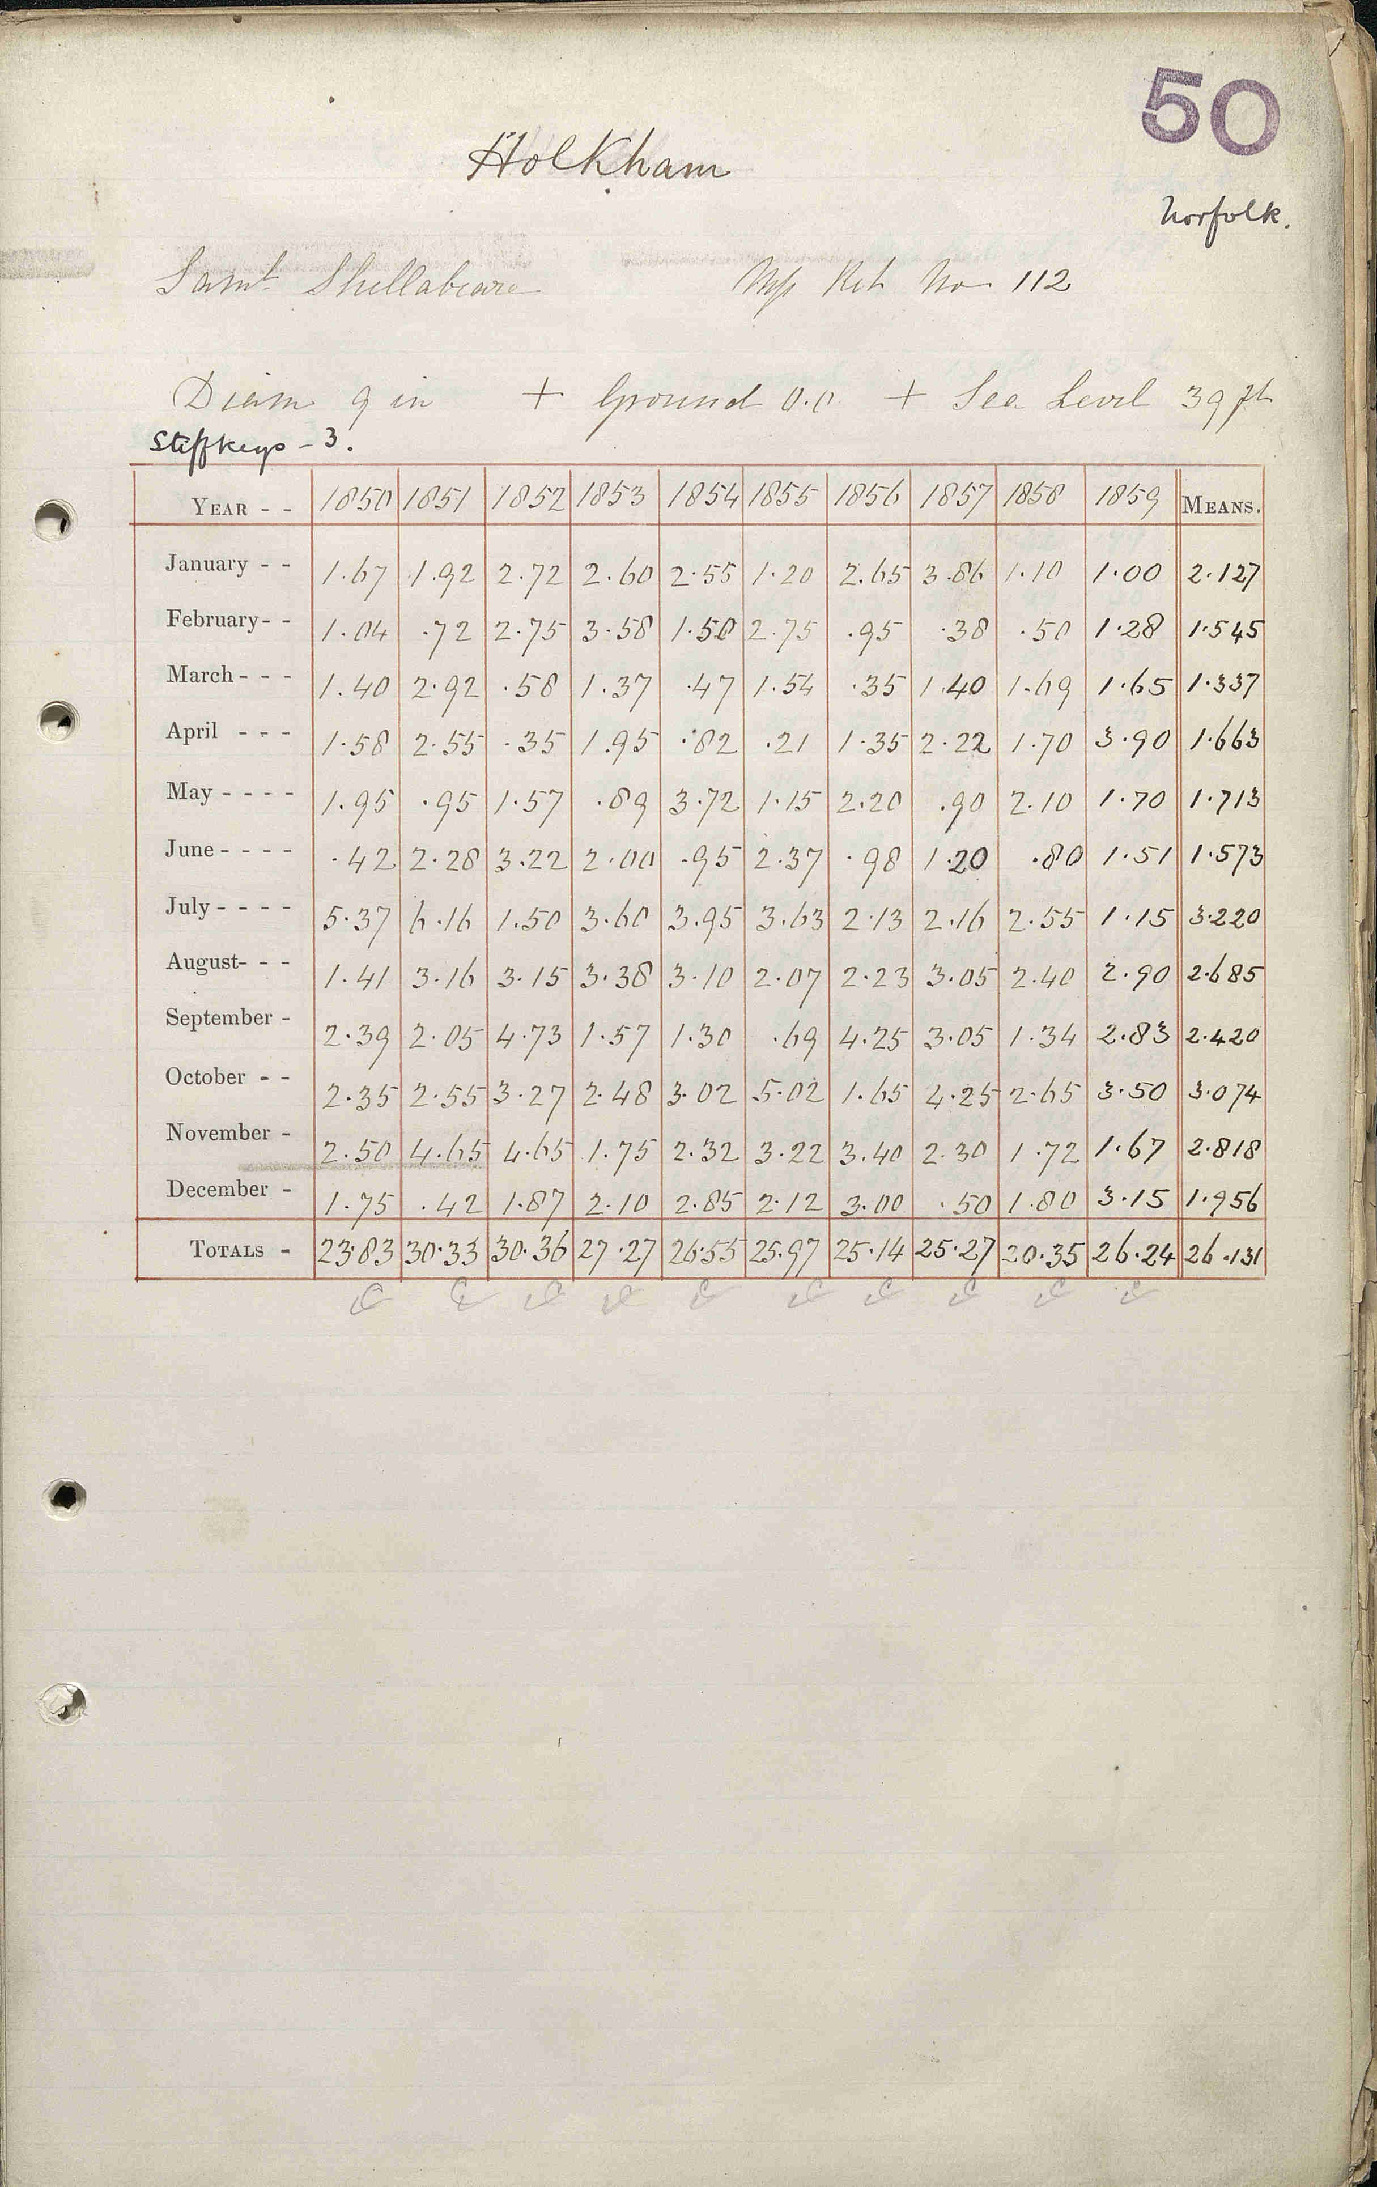 50
Holkham
Norfolk.
Saml Shellabeare Mp Ret No 112
Diam 9 in + Ground 0.0 + Sea Level 39 ft
Stiffkeys - 3.
YEAR - - 1850 1851 1852 1853 1854 1855 1856 1857 1858 1859 MEANS.
January - - 1.67 1.92 2.72 2.60 2.55 1.20 2.65 3.86 1.10 1.00 2.127
February - - 1.04 .72 2.75 3.58 1.50 2.75 .95 .38 .50 1.28 1.545
March - - - 1.40 2.92 .58 1.37 .47 1.54 .35 1.40 1.69 1.65 1.337
April - - - 1.58 2.55 .35 1.95 .82 .21 1.35 2.22 1.70 3.90 1.663
May - - - - 1.95 .95 1.57 .89 3.72 1.15 2.20 .90 2.10 1.70 1.713
June - - - - .42 2.28 3.22 2.00 .95 2.37 .98 1.20 .80 1.51 1.573
July - - - - 5.37 6.16 1.50 3.60 3.95 3.63 2.13 2.16 2.55 1.15 3.220
August - - - 1.41 3.16 3.15 3.38 3.10 2.07 2.23 3.05 2.40 2.90 2.685
September - 2.39 2.05 4.73 1.57 1.30 .69 4.25 3.05 1.34 2.83 2.420
October - - 2.35 2.55 3.27 2.48 3.02 5.02 1.65 4.25 2.65 3.50 3.074
November - 2.50 4.65 4.65 1.75 2.32 3.22 3.40 2.30 1.72 1.67 2.818
December - 1.75 .42 1.87 2.10 2.85 2.12 3.00 .50 1.80 3.15 1.956
TOTALS - 23.83 30.33 30.36 27.27 26.55 25.97 25.14 25.27 20.35 26.24 26.131